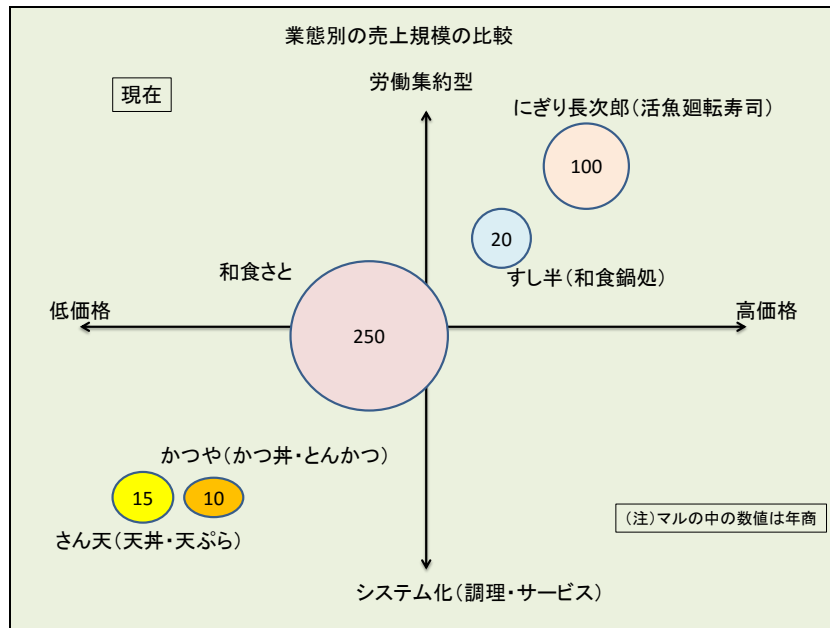 業態別の売上規模の比較
現在
労働集約型
にぎり長次郎(活魚廻転寿司)
100
20
すし半(和食鍋処)
和食さと
低価格
高価格
250
かつや(かつ丼・とんかつ)
15
10
さん天(天丼・天ぷら)
(注)マルの中の数値は年商
システム化(調理・サービス)